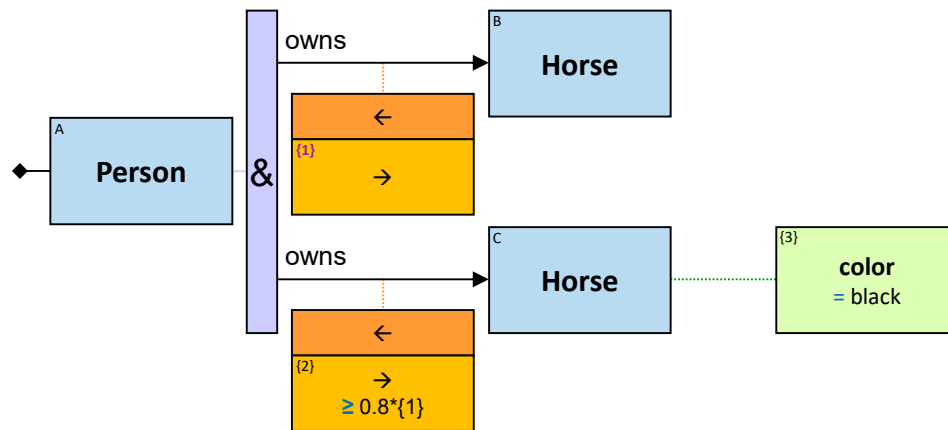 owns
B
Horse
←
{1}
→
A
Person
&
owns
C
Horse
{3}
color
= black
←
{2}
→
≥ 0.8*{1}